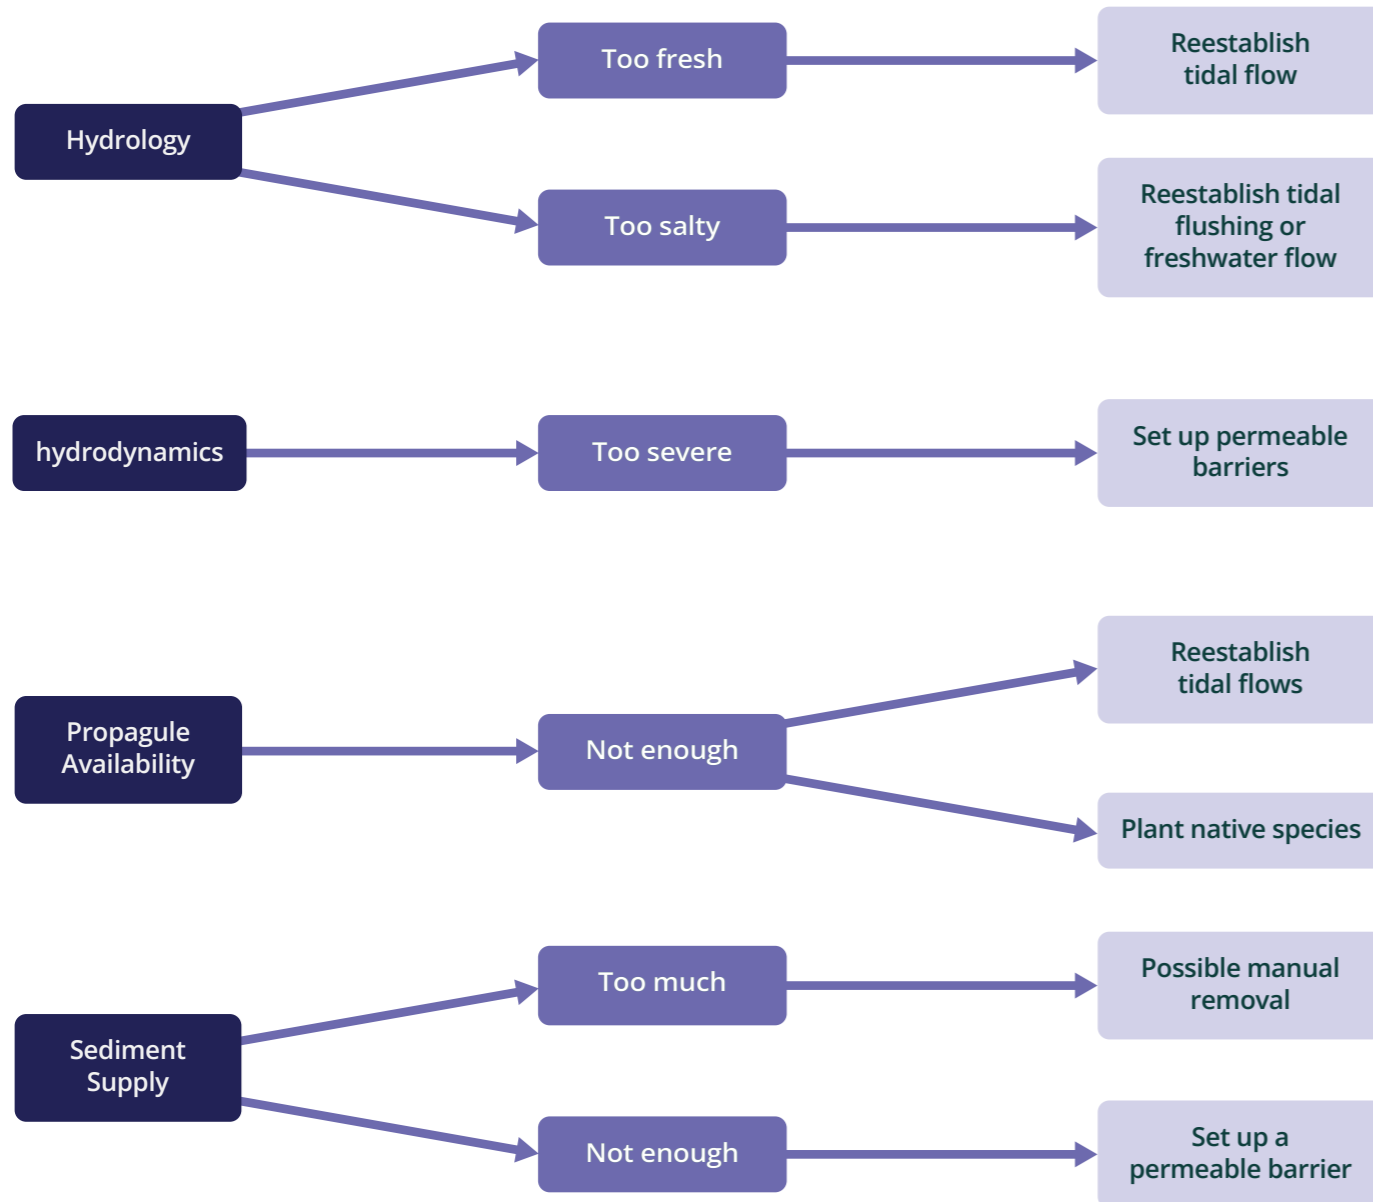 Hydrology
Too fresh
Reestablish
tidal flow
Too salty
Reestablish tidal
flushing or
freshwater flow
hydrodynamics
Too severe
Set up permeable
barriers
Propagule
Availability
Not enough
Reestablish
tidal flows
Plant native species
Sediment
Supply
Too much
Possible manual
removal
Not enough
Set up a
permeable barrier